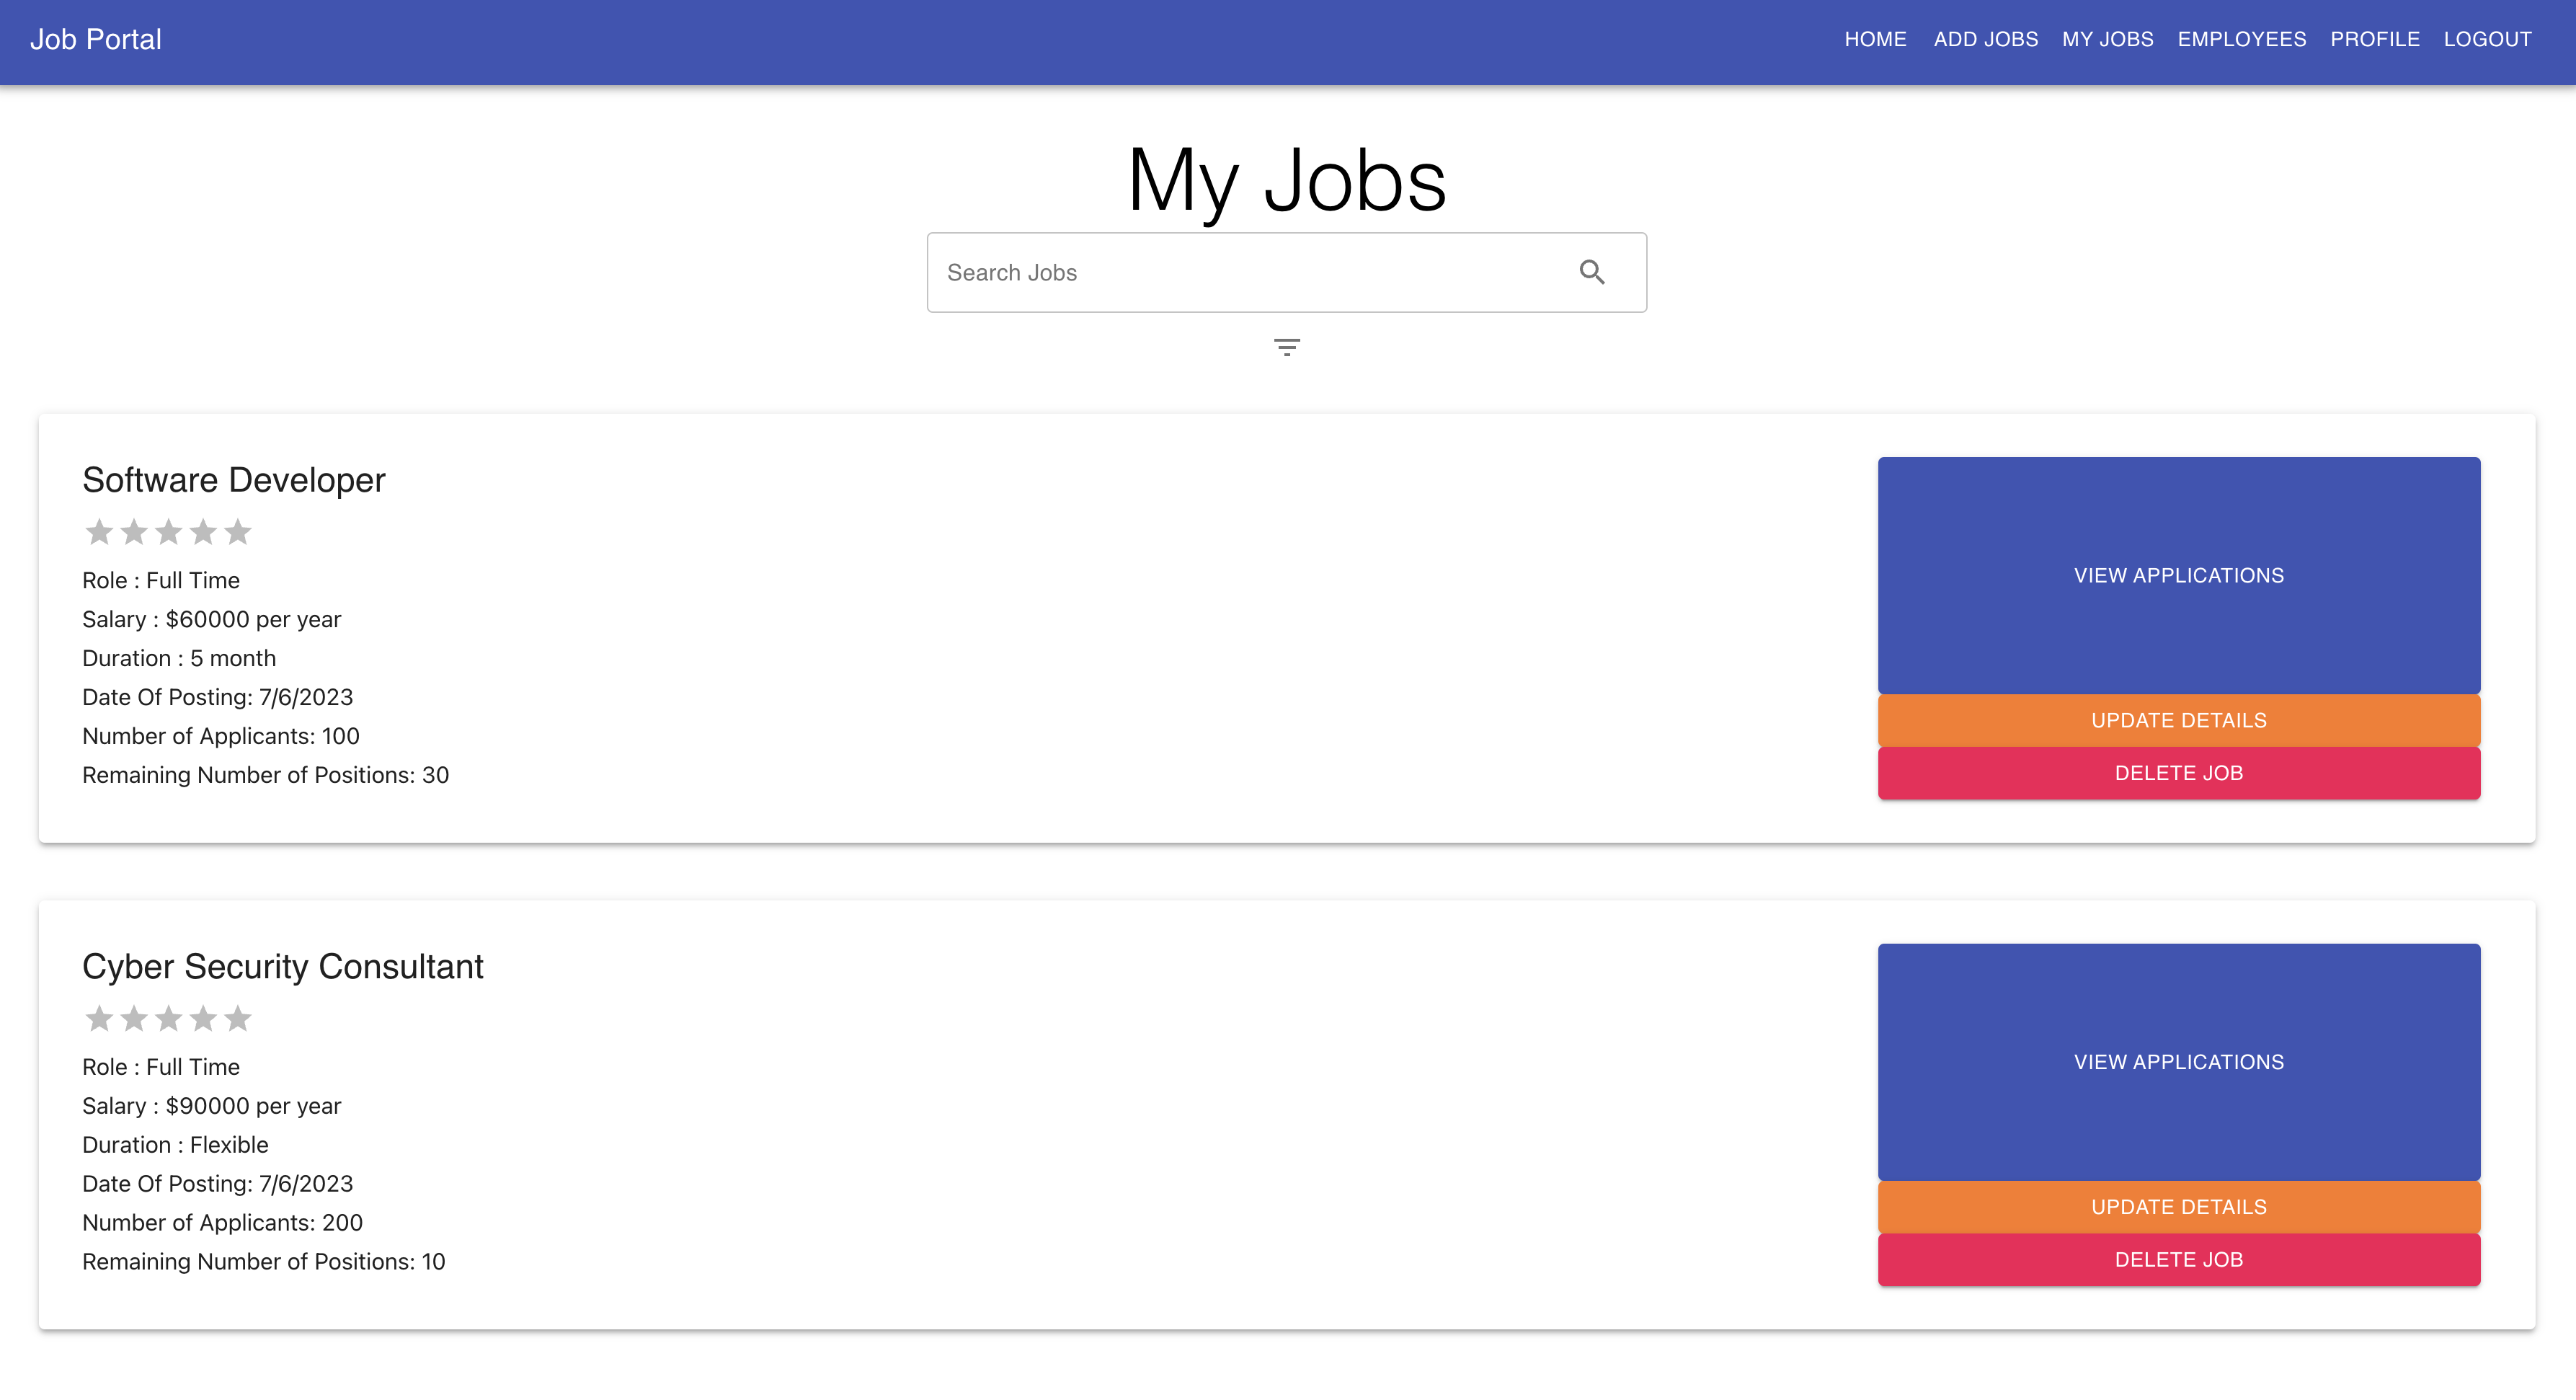 Job Portal
HOME ADD JOBS MY JOBS EMPLOYEES PROFILE LOGOUT
My Jobs
Search Jobs
Software Developer
Role : Full Time
Salary : $60000 per year
Duration : 5 month
Date Of Posting: 7/6/2023
Number of Applicants: 100
Remaining Number of Positions: 30
VIEW APPLICATIONS
UPDATE DETAILS
DELETE JOB
Cyber Security Consultant
Role : Full Time
Salary : $90000 per year
Duration : Flexible
Date Of Posting: 7/6/2023
Number of Applicants: 200
Remaining Number of Positions: 10
VIEW APPLICATIONS
UPDATE DETAILS
DELETE JOB